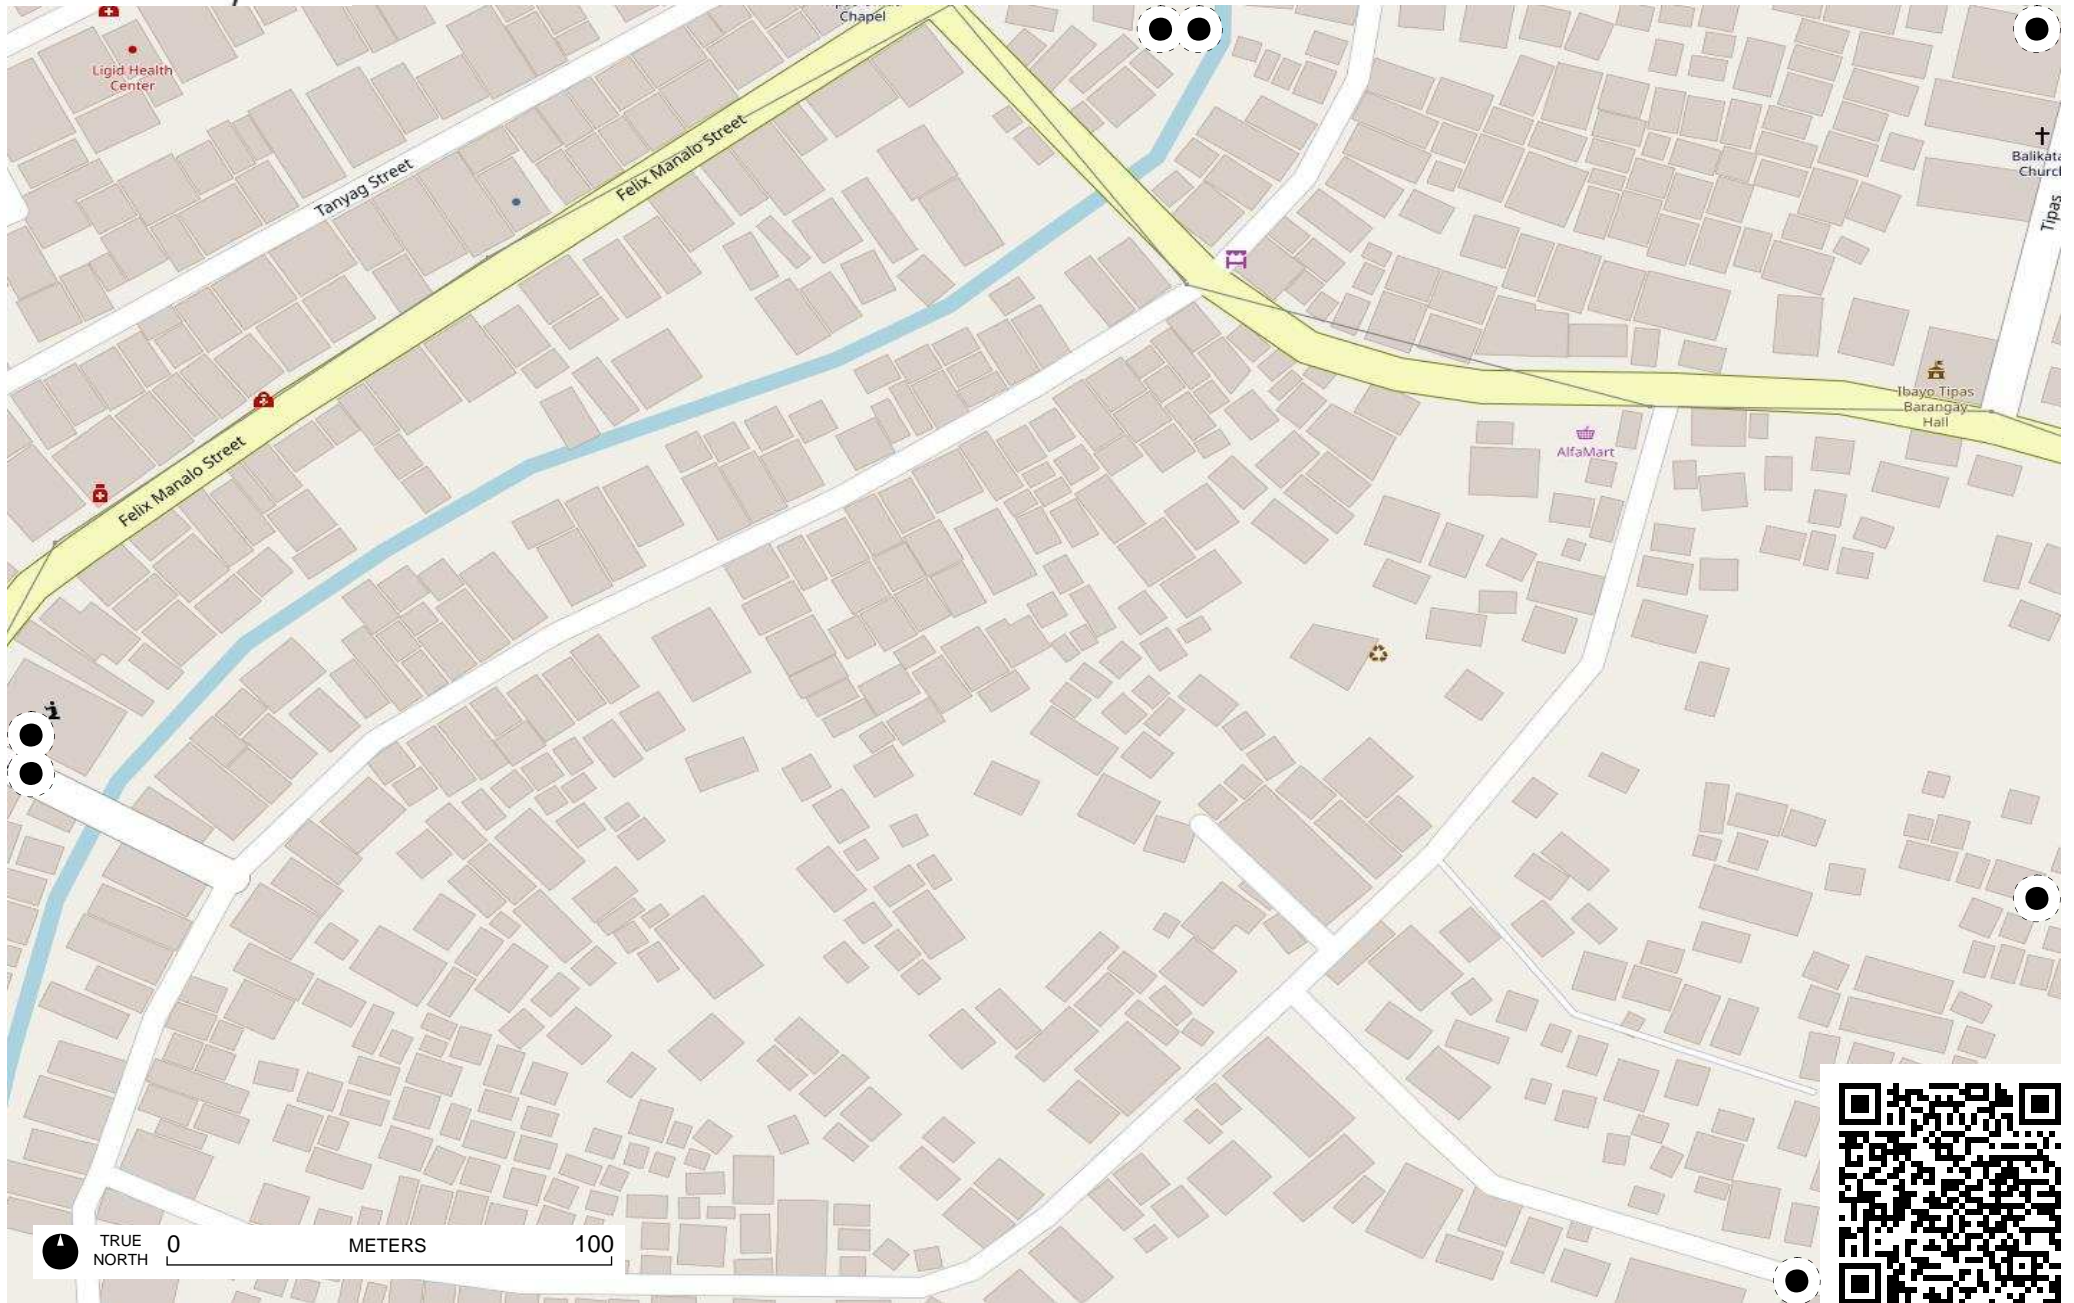 Chapel
Ligid Health
Center
Tanyag Street
Felix Manalo Street
Balikata
Church
Tipas
Ibayo Tipas
Barangay
Hall
AlfaMart
Felix Manalo Street
TRUE
NORTH
0
METERS
100